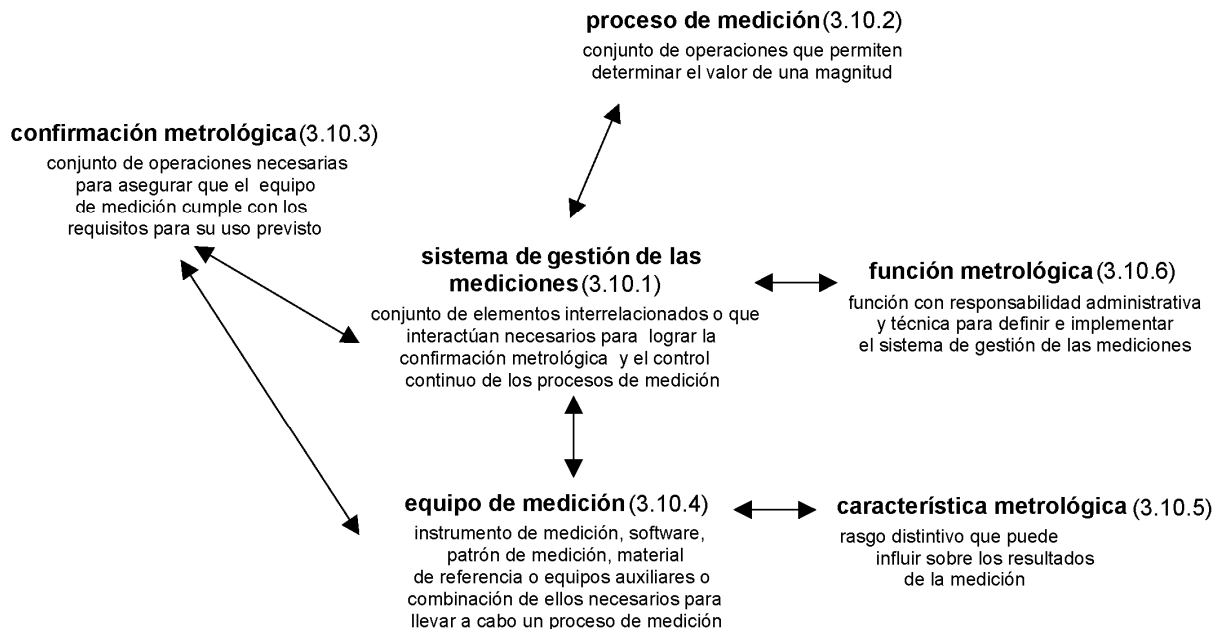 proceso de medición (3.10.2)
conjunto de operaciones que permiten
determinar el valor de una magnitud
confirmación metrológica (3.10.3)
conjunto de operaciones necesarias
para asegurar que el equipo
de medición cumple con los
requisitos para su uso previsto
sistema de gestión de las
mediciones (3.10.1)
conjunto de elementos interrelacionados o que
interactúan necesarios para lograr la
confirmación metrológica y el control
continuo de los procesos de medición
función metrológica (3.10.6)
función con responsabilidad administrativa
y técnica para definir e implementar
el sistema de gestión de las mediciones
equipo de medición (3.10.4)
instrumento de medición, software,
patrón de medición, material
de referencia o equipos auxiliares o
combinación de ellos necesarios para
llevar a cabo un proceso de medición
característica metrológica (3.10.5)
rasgo distintivo que puede
influir sobre los resultados
de la medición